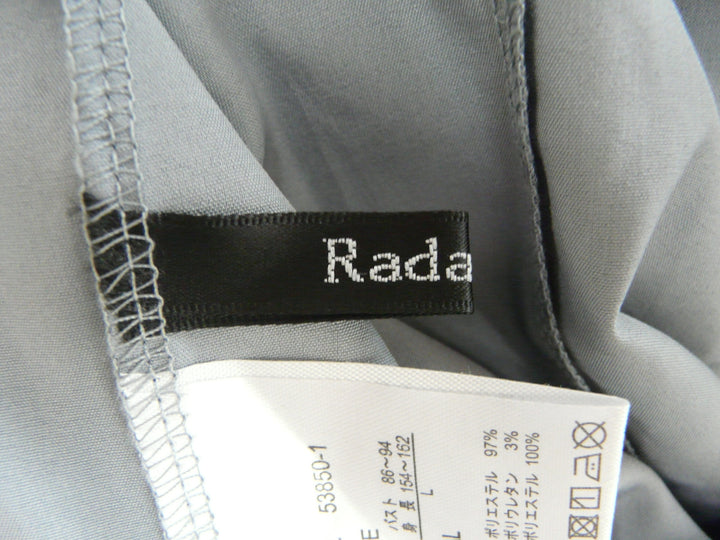 Rada
53850-1
バスト 86～94
身 長 154～162
L
ポリエステル 97%
ポリウレタン 3%
ポリエステル 100%